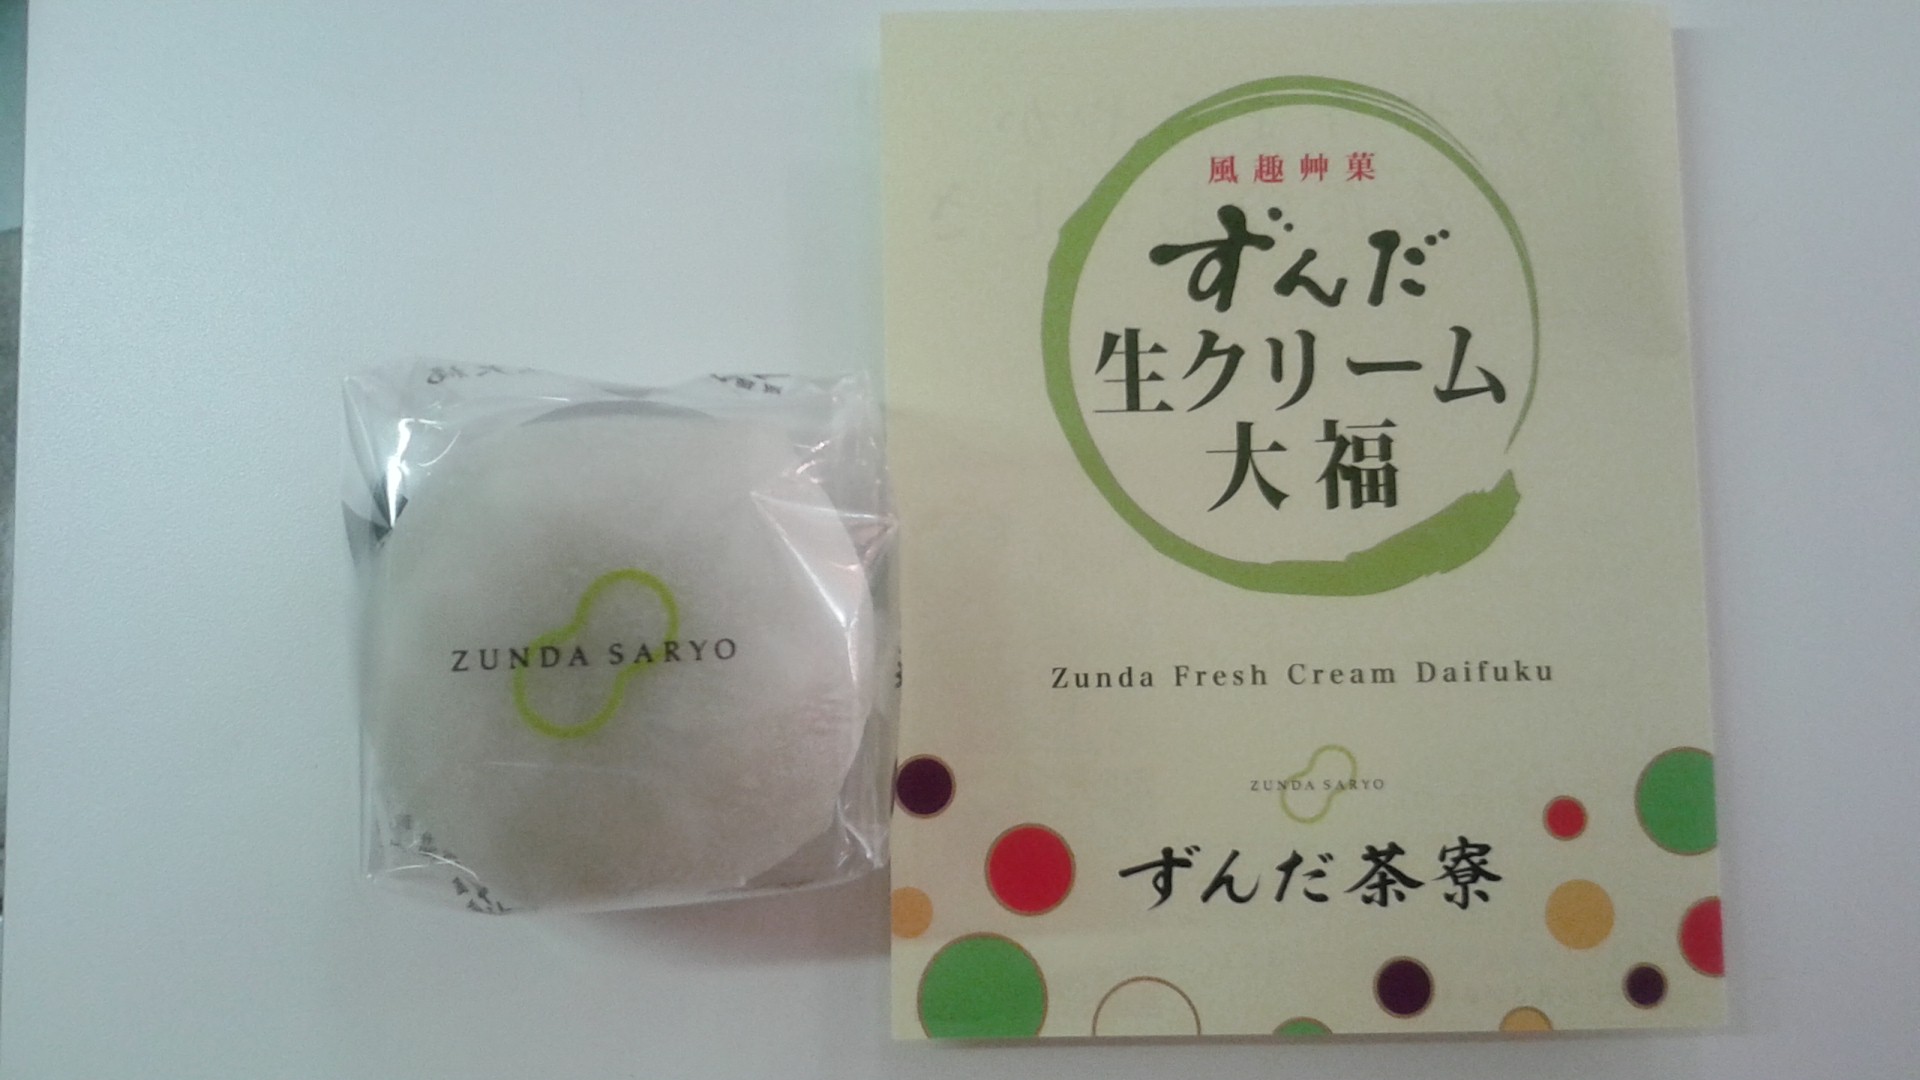 ZUNDA SARYO
風趣艸菓
ずんだ
生クリーム
大福
Zunda Fresh Cream Daifuku
ZUNDA SARYO
ずんだ茶寮